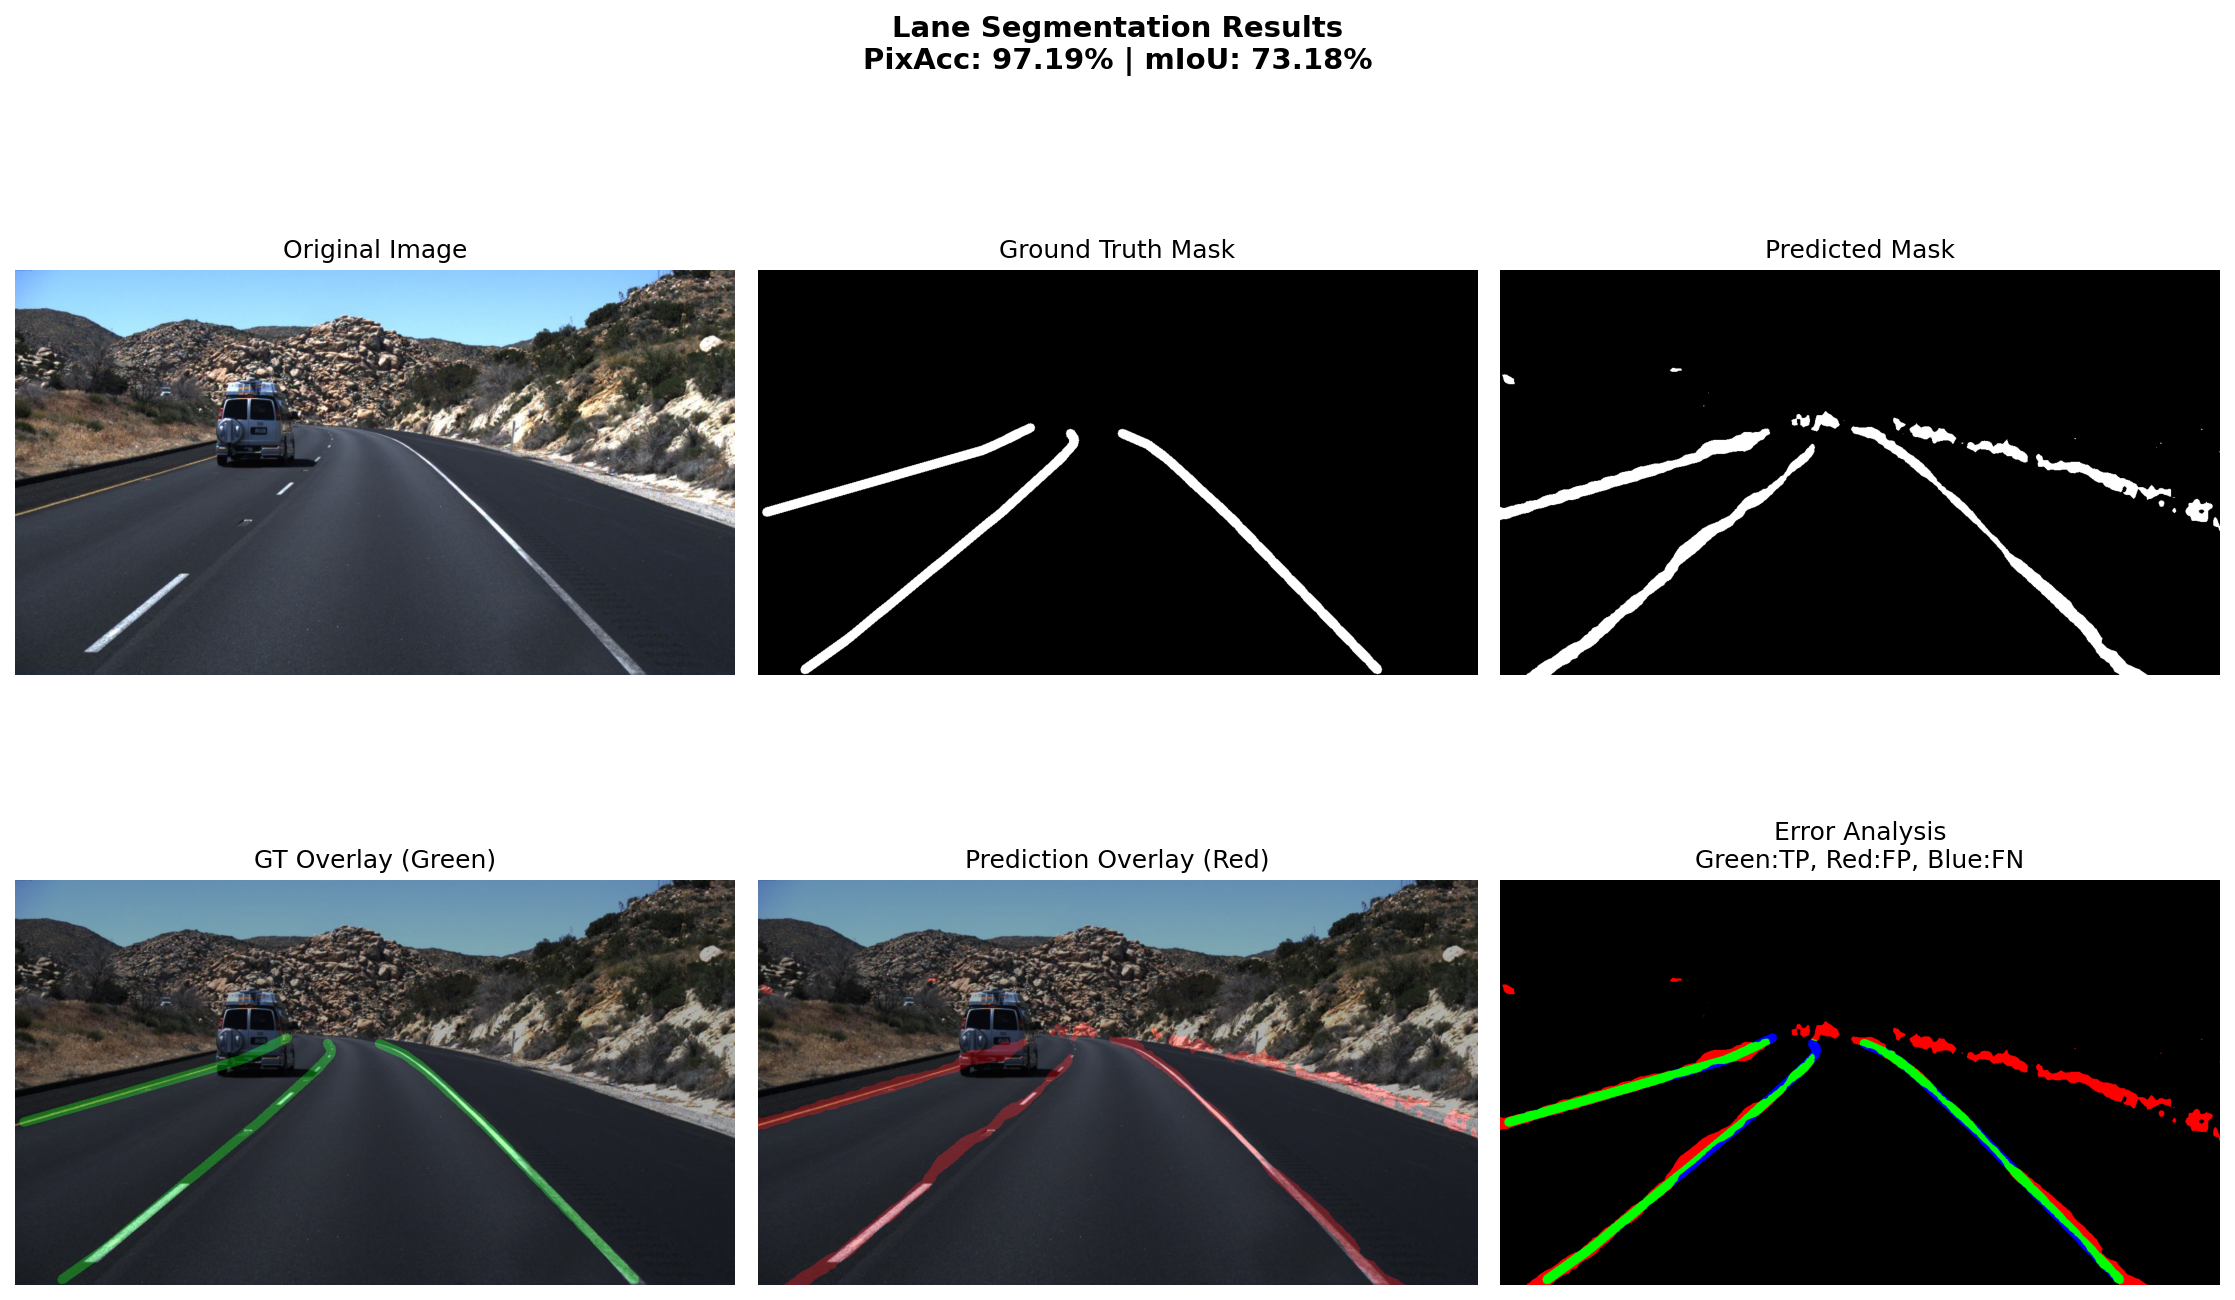 Lane Segmentation Results
PixAcc: 97.19% | mIoU: 73.18%
Original Image
Ground Truth Mask
Predicted Mask
GT Overlay (Green)
Prediction Overlay (Red)
Error Analysis
Green:TP, Red:FP, Blue:FN